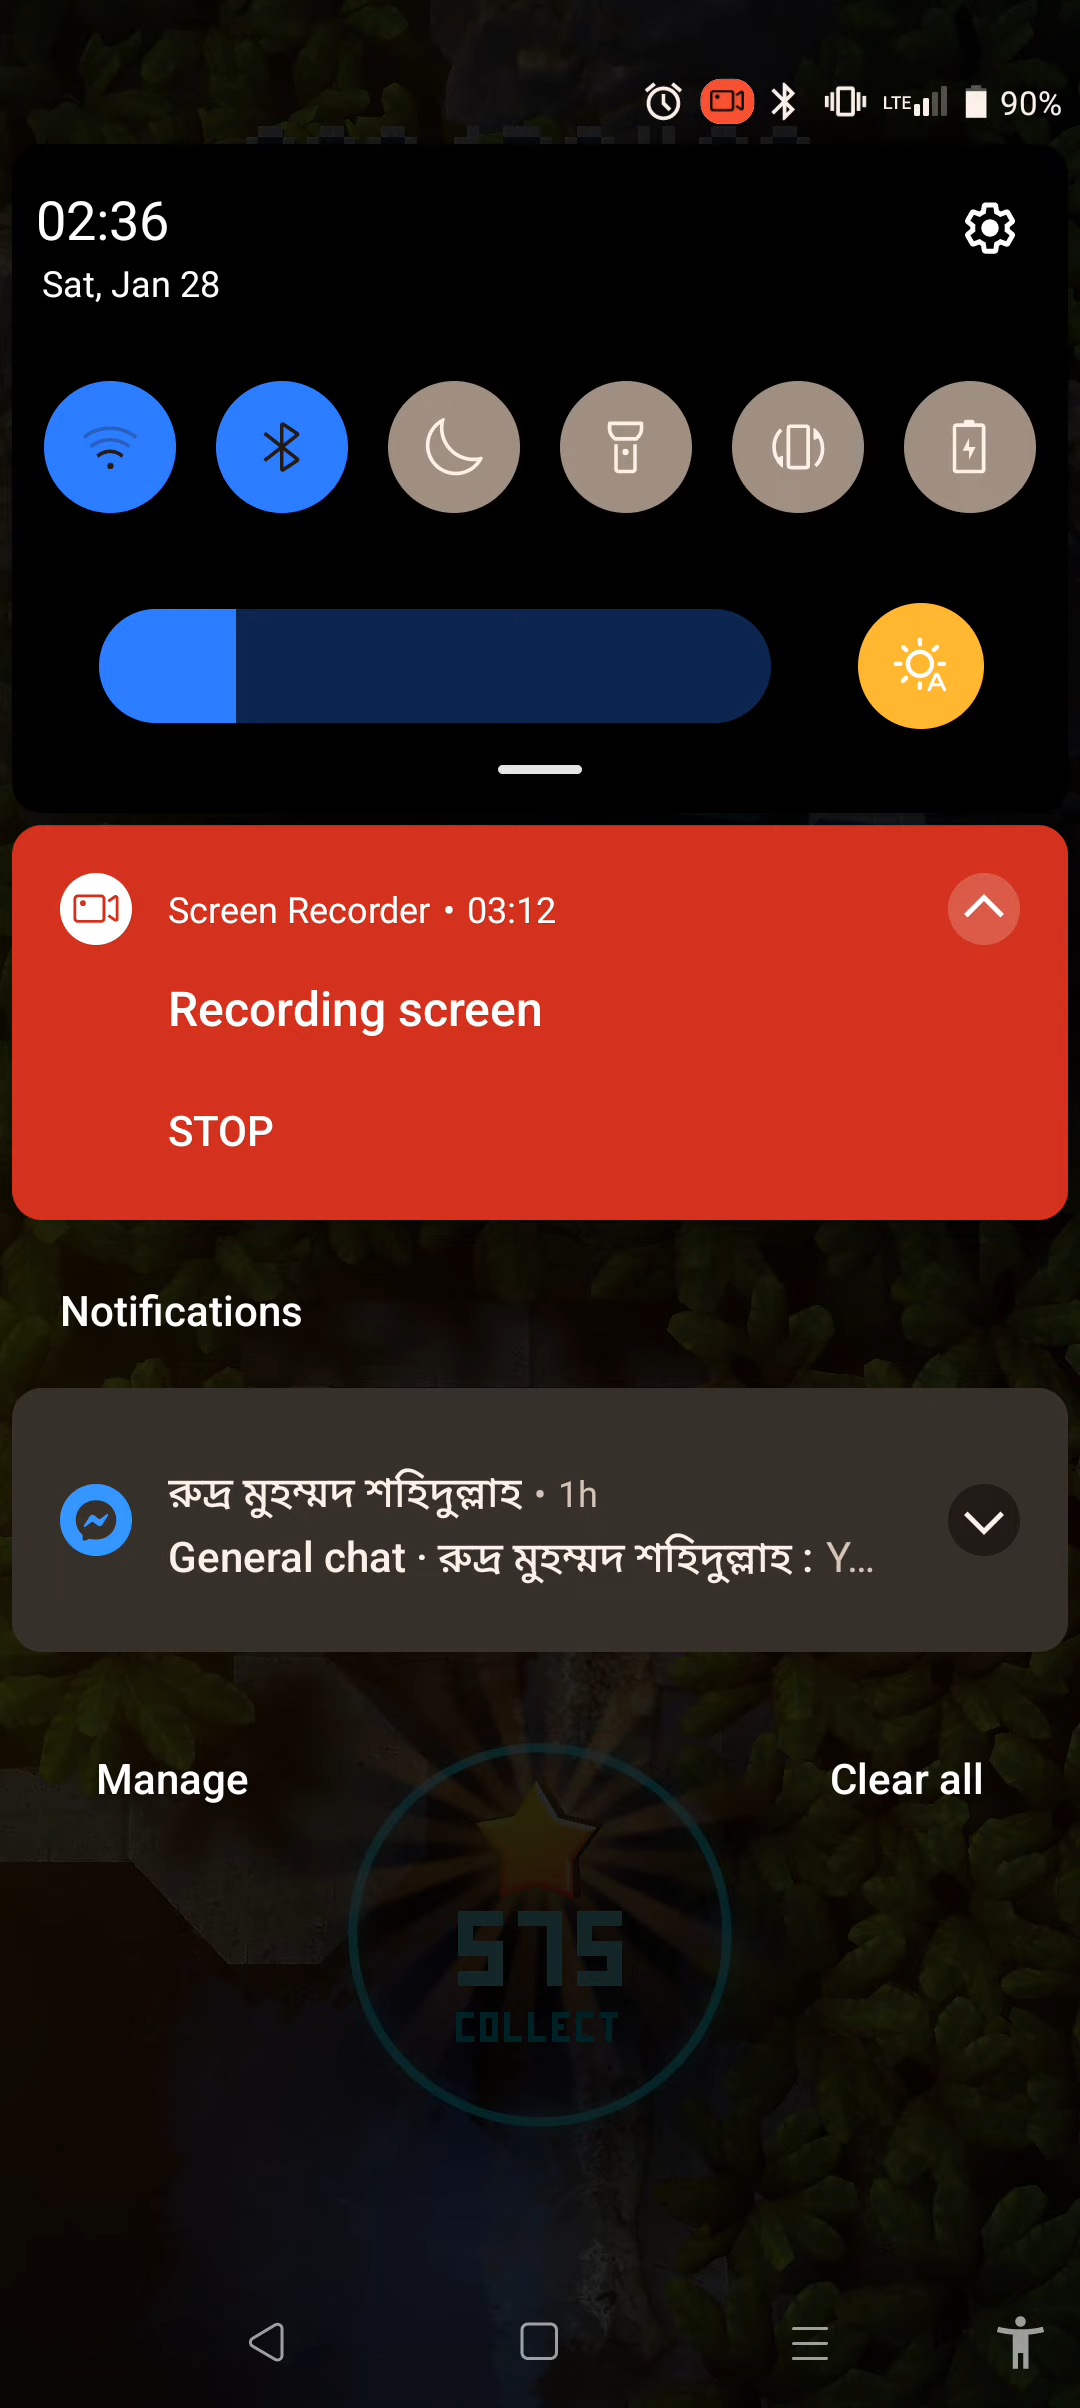 LTE 90%
02:36
Sat, Jan 28
A
Screen Recorder • 03:12
Recording screen
STOP
Notifications
রুদ্র মুহম্মদ শহিদুল্লাহ • 1h
General chat · রুদ্র মুহম্মদ শহিদুল্লাহ : Y...
Manage
Clear all
575
COLLECT